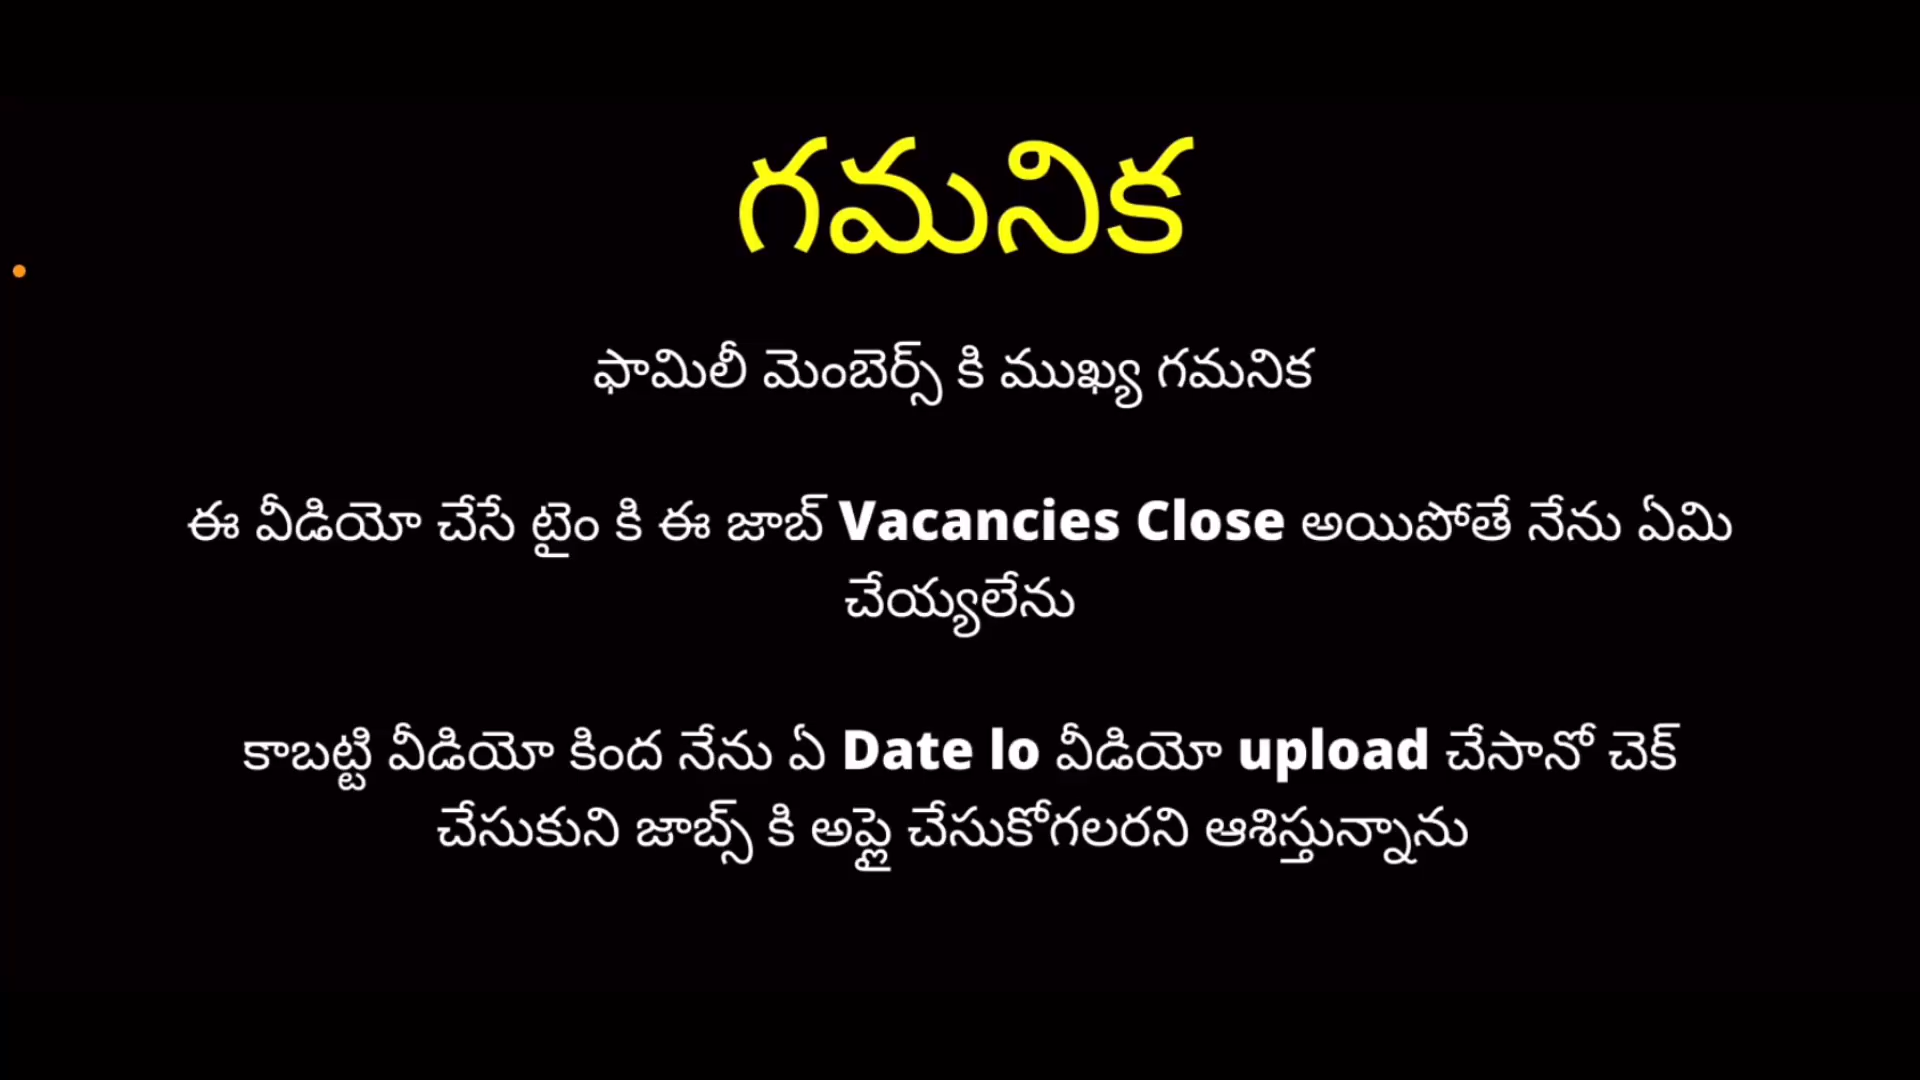 గమనిక
ఫామిలీ మెంబెర్స్ కి ముఖ్య గమనిక
ఈ వీడియో చేసే టైం కి ఈ జాబ్ Vacancies Close అయిపోతే నేను ఏమి
చేయ్యలేను
కాబట్టి వీడియో కింద నేను ఏ Date lo వీడియో upload చేసానో చెక్
చేసుకుని జాబ్స్ కి అప్లై చేసుకోగలరని ఆశిస్తున్నాను